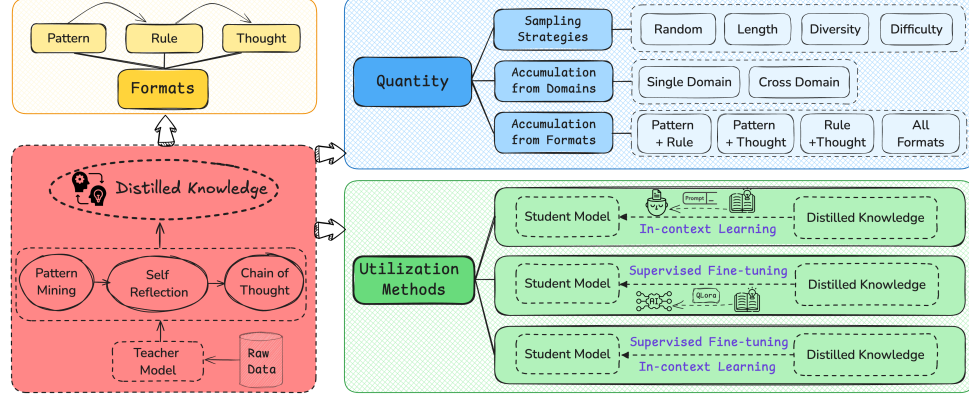 Pattern
Rule
Thought
Formats
Distilled Knowledge
Pattern
Mining
Self
Reflection
Chain of
Thought
Teacher
Model
Raw
Data
Quantity
Sampling
Strategies
Random
Length
Diversity
Difficulty
Accumulation
from Domains
Single Domain
Cross Domain
Accumulation
from Formats
Pattern
+ Rule
Pattern
+ Thought
Rule
+Thought
All
Formats
Utilization
Methods
Student Model
Prompt
In-context Learning
Distilled Knowledge
Student Model
Supervised Fine-tuning
AI
QLora
Distilled Knowledge
Student Model
Supervised Fine-tuning
In-context Learning
Distilled Knowledge